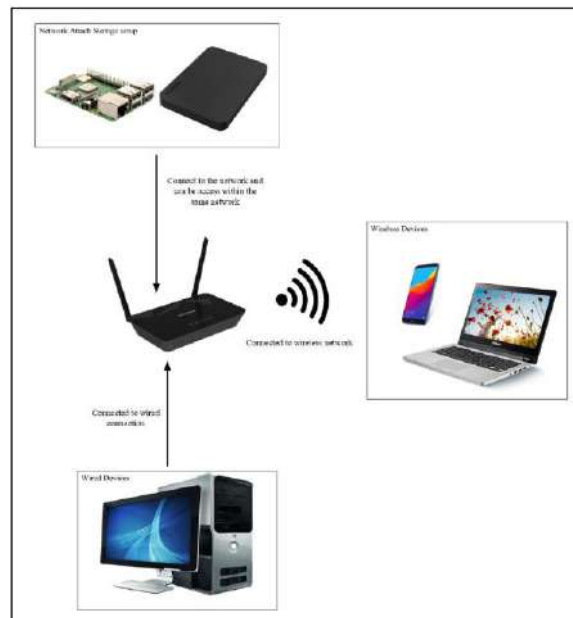 Network Attach Storage setup
Connect to the network and
can be access within the
same network
Wireless Devices
Connected to wireless network
Connected to wired
connection
Wired Devices